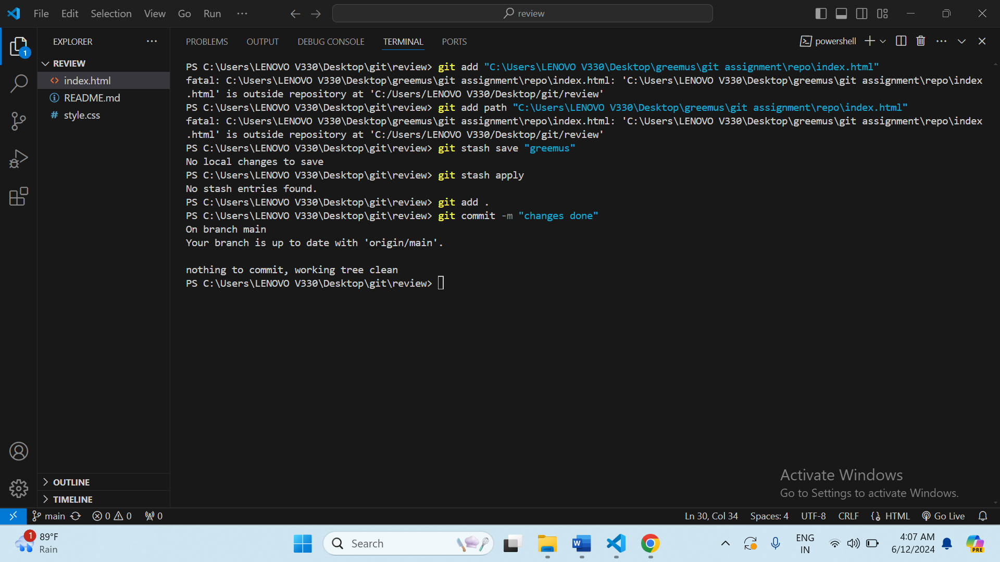 File Edit Selection View Go Run ··· review
EXPLORER ···
PROBLEMS OUTPUT DEBUG CONSOLE TERMINAL PORTS powershell
1
REVIEW
index.html
README.md
style.css
PS C:\Users\LENOVO V330\Desktop\git\review> git add "C:\Users\LENOVO V330\Desktop\greemus\git assignment\repo\index.html"
fatal: C:\Users\LENOVO V330\Desktop\greemus\git assignment\repo\index.html: 'C:\Users\LENOVO V330\Desktop\greemus\git assignment\repo\index
.html' is outside repository at 'C:/Users/LENOVO V330/Desktop/git/review'
PS C:\Users\LENOVO V330\Desktop\git\review> git add path "C:\Users\LENOVO V330\Desktop\greemus\git assignment\repo\index.html"
fatal: C:\Users\LENOVO V330\Desktop\greemus\git assignment\repo\index.html: 'C:\Users\LENOVO V330\Desktop\greemus\git assignment\repo\index
.html' is outside repository at 'C:/Users/LENOVO V330/Desktop/git/review'
PS C:\Users\LENOVO V330\Desktop\git\review> git stash save "greemus"
No local changes to save
PS C:\Users\LENOVO V330\Desktop\git\review> git stash apply
No stash entries found.
PS C:\Users\LENOVO V330\Desktop\git\review> git add .
PS C:\Users\LENOVO V330\Desktop\git\review> git commit -m "changes done"
On branch main
Your branch is up to date with 'origin/main'.
nothing to commit, working tree clean
PS C:\Users\LENOVO V330\Desktop\git\review>
OUTLINE
TIMELINE
Activate Windows
Go to Settings to activate Windows.
main 0 0 0 Ln 30, Col 34 Spaces: 4 UTF-8 CRLF HTML Go Live
1 89°F
Rain
Search
ENG
IN
4:07 AM
6/12/2024
PRE